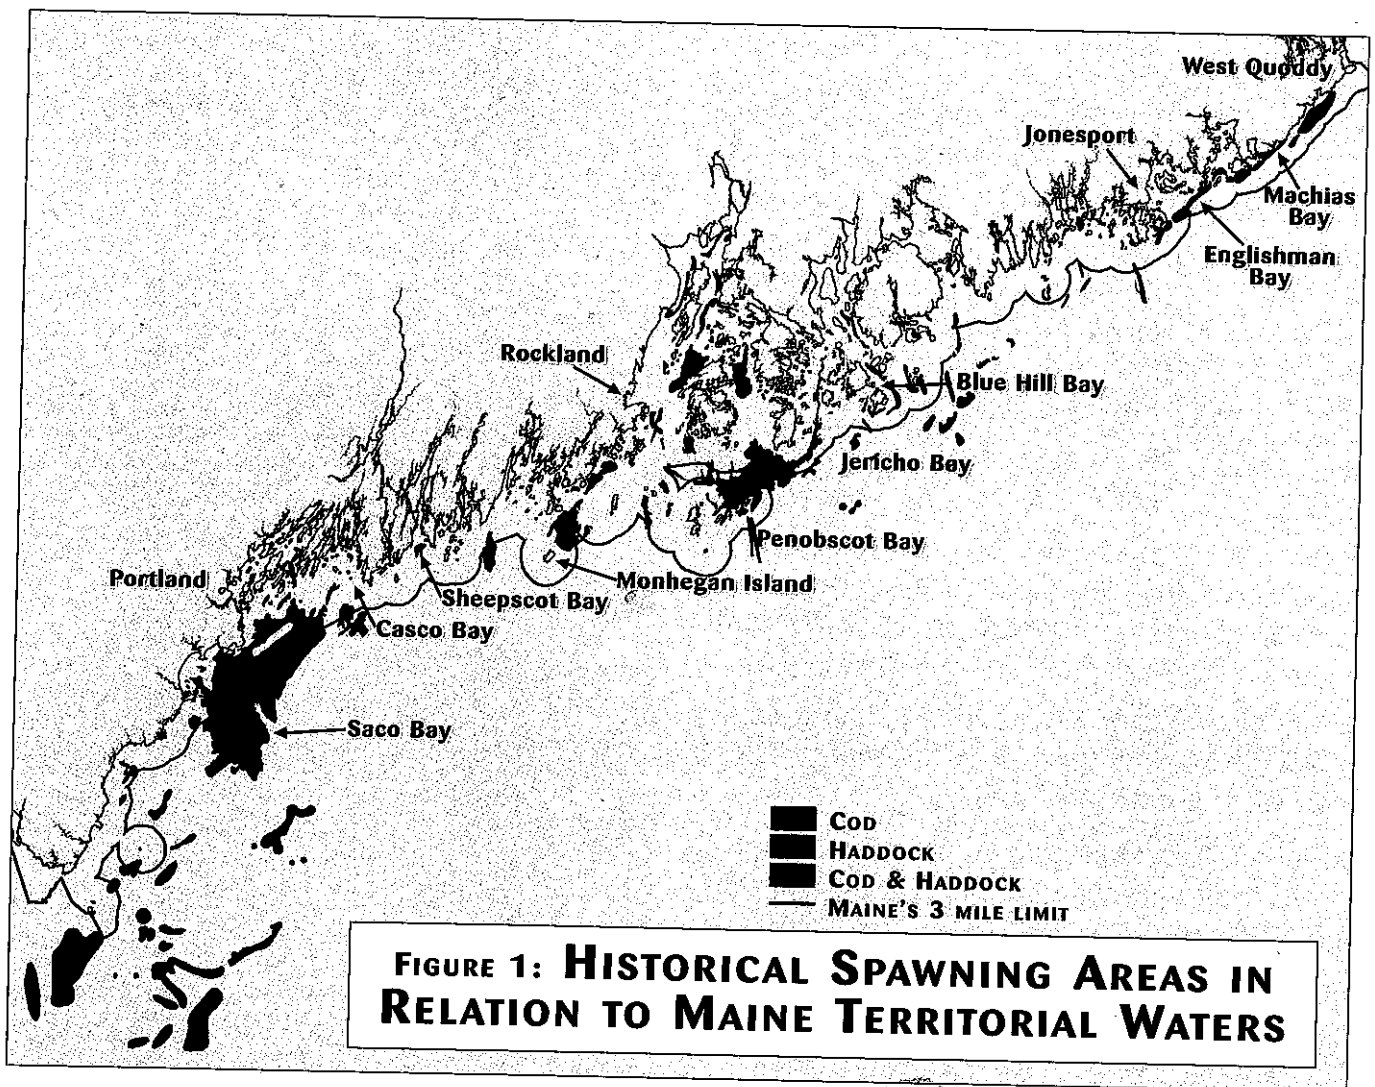 West Quoddy
Jonesport
Machias
Bay
Englishman
Bay
Rockland
Blue Hill Bay
Jericho Bay
Penobscot Bay
Portland
Monhegan Island
Sheepscot Bay
Casco Bay
Saco Bay
COD
HADDOCK
COD & HADDOCK
MAINE'S 3 MILE LIMIT
FIGURE 1: HISTORICAL SPAWNING AREAS IN
RELATION TO MAINE TERRITORIAL WATERS